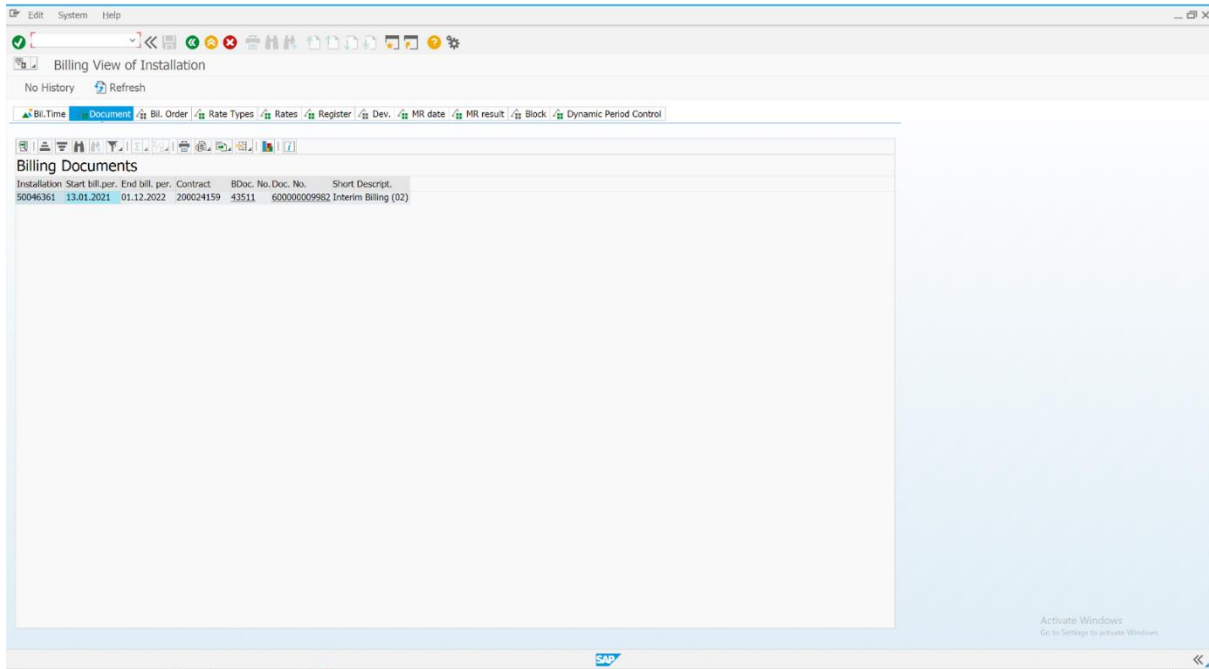 Edit System Help
Billing View of Installation
No History Refresh
Bil.Time Document Bil. Order Rate Types Rates Register Dev. MR date MR result Block Dynamic Period Control
Billing Documents
Installation Start bill.per. End bill. per. Contract BDoc. No. Doc. No. Short Descript.
50046361 13.01.2021 01.12.2022 200024159 43511 600000009982 Interim Billing (02)
Activate Windows
Go to Settings to activate Windows.
SAP